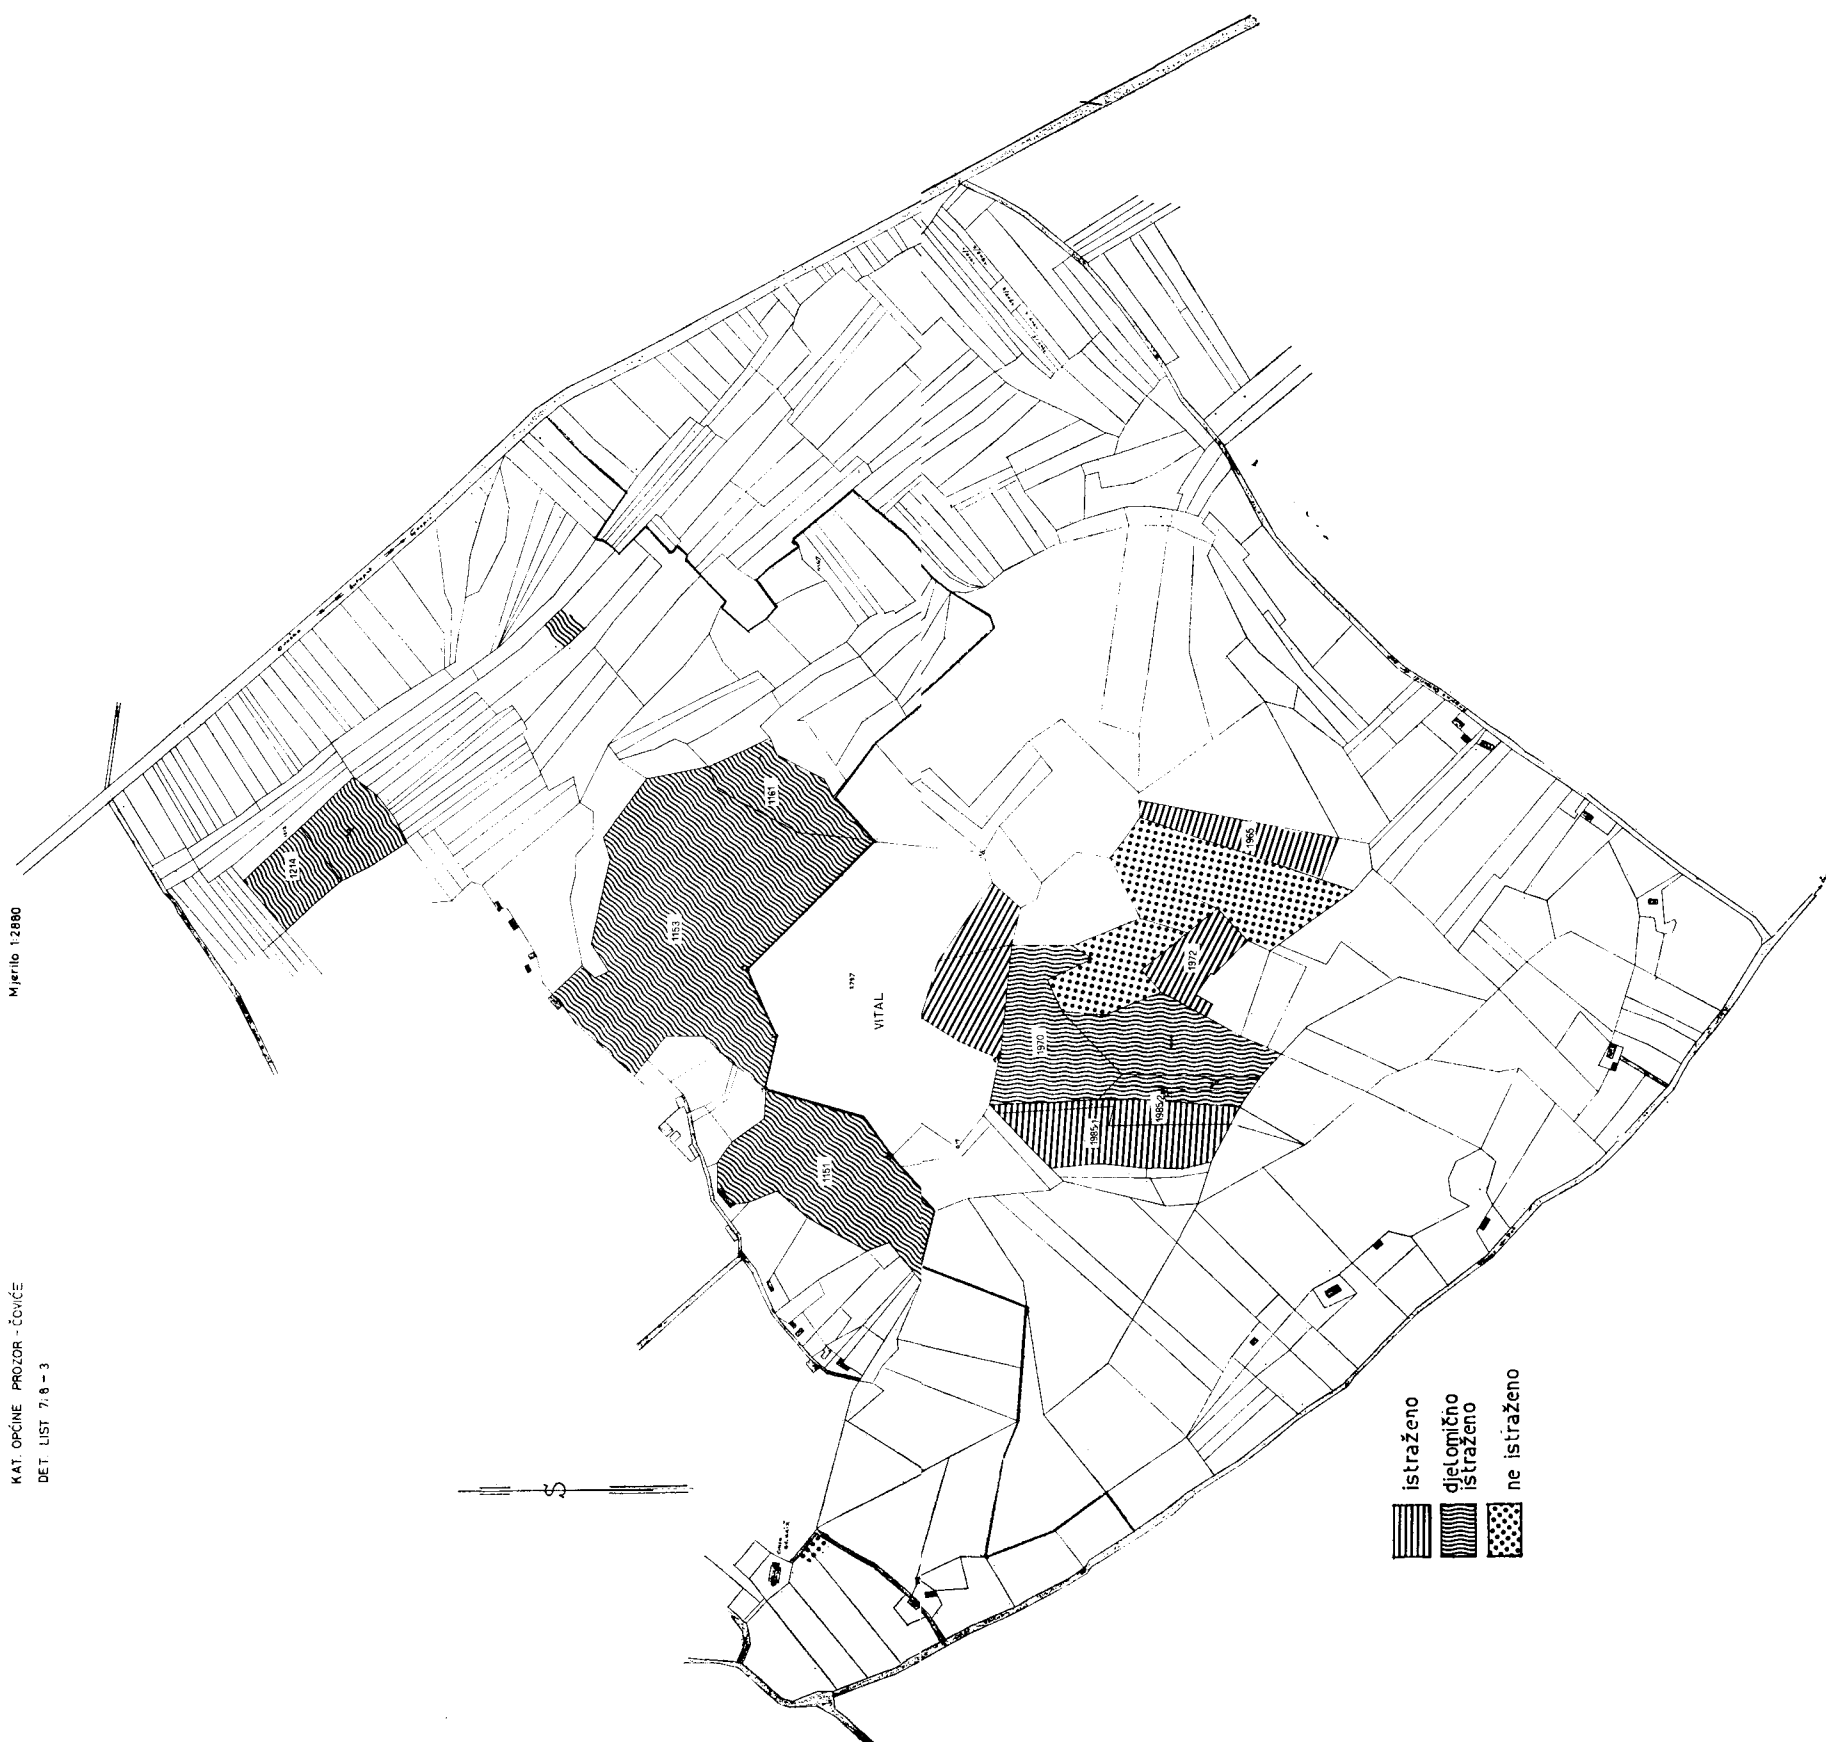 KAT. OPĆINE PROZOR - ČOVIĆE
DET. LIST 7; 8 - 3
Mjerilo 1:2880
S
1214
1153
1161
1151
VITAL
1965
1972
1970
1985/1
1985/2
istraženo
djelomično
istraženo
ne istraženo